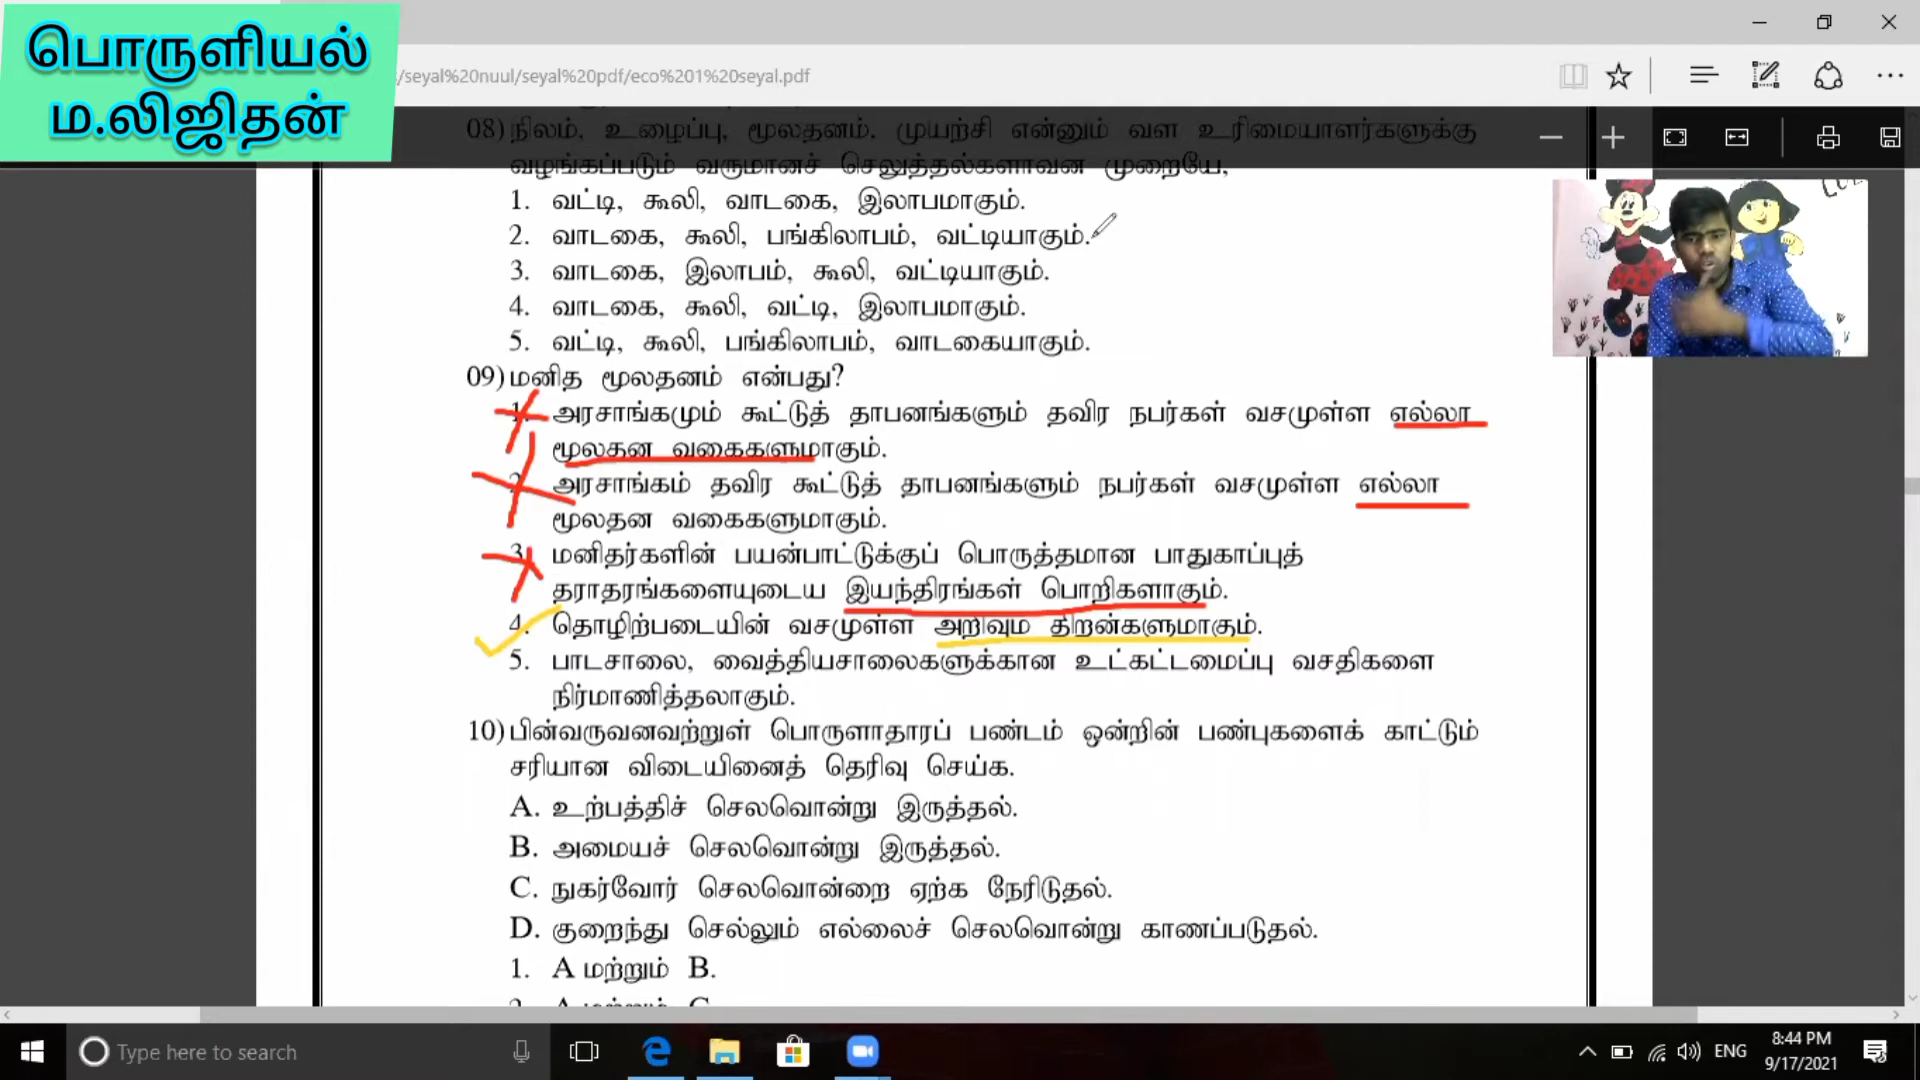 பொருளியல்
ம.லிஜிதன்
/seyal%20nuul/seyal%20pdf/eco%201%20seyal.pdf
08) நிலம், உழைப்பு, மூலதனம், முயற்சி என்னும் வள உரிமையாளர்களுக்கு
வழங்கப்படும் வருமானச் செலுத்தல்களாவன முறையே,
1. வட்டி, கூலி, வாடகை, இலாபமாகும்.
2. வாடகை, கூலி, பங்கிலாபம், வட்டியாகும்.
3. வாடகை, இலாபம், கூலி, வட்டியாகும்.
4. வாடகை, கூலி, வட்டி, இலாபமாகும்.
5. வட்டி, கூலி, பங்கிலாபம், வாடகையாகும்.
09) மனித மூலதனம் என்பது?
1. அரசாங்கமும் கூட்டுத் தாபனங்களும் தவிர நபர்கள் வசமுள்ள எல்லா
மூலதன வகைகளுமாகும்.
2. அரசாங்கம் தவிர கூட்டுத் தாபனங்களும் நபர்கள் வசமுள்ள எல்லா
மூலதன வகைகளுமாகும்.
3. மனிதர்களின் பயன்பாட்டுக்குப் பொருத்தமான பாதுகாப்புத்
தராதரங்களையுடைய இயந்திரங்கள் பொறிகளாகும்.
4. தொழிற்படையின் வசமுள்ள அறிவும் திறன்களுமாகும்.
5. பாடசாலை, வைத்தியசாலைகளுக்கான உட்கட்டமைப்பு வசதிகளை
நிர்மாணித்தலாகும்.
10) பின்வருவனவற்றுள் பொருளாதாரப் பண்டம் ஒன்றின் பண்புகளைக் காட்டும்
சரியான விடையினைத் தெரிவு செய்க.
A. உற்பத்திச் செலவொன்று இருத்தல்.
B. அமையச் செலவொன்று இருத்தல்.
C. நுகர்வோர் செலவொன்றை ஏற்க நேரிடுதல்.
D. குறைந்து செல்லும் எல்லைச் செலவொன்று காணப்படுதல்.
1. A மற்றும் B.
Type here to search
ENG
8:44 PM
9/17/2021